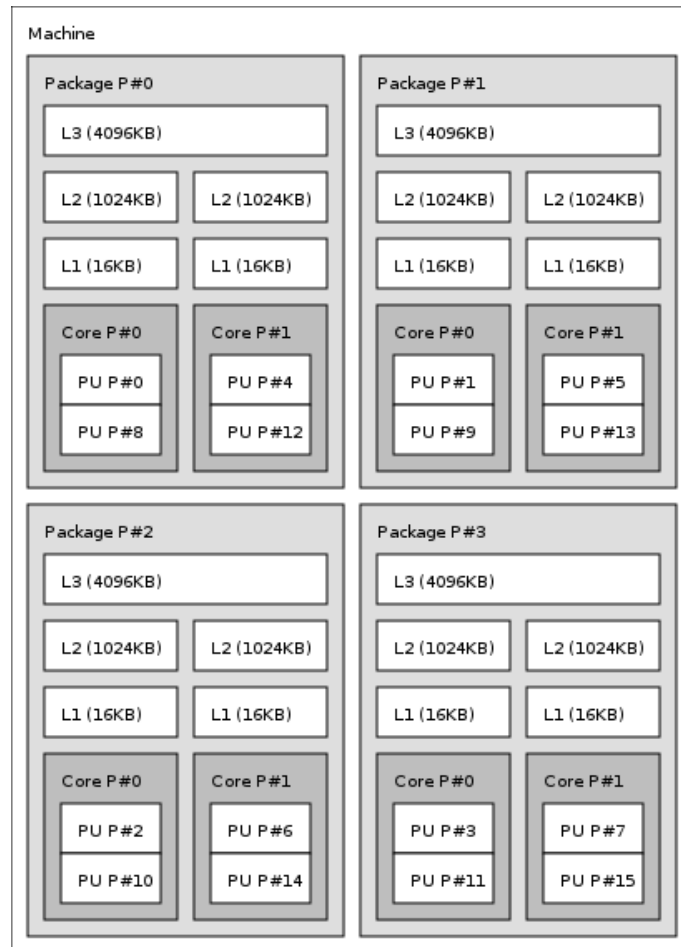 Machine
Package P#0
L3 (4096KB)
L2 (1024KB) L2 (1024KB)
L1 (16KB) L1 (16KB)
Core P#0 Core P#1
PU P#0 PU P#4
PU P#8 PU P#12
Package P#1
L3 (4096KB)
L2 (1024KB) L2 (1024KB)
L1 (16KB) L1 (16KB)
Core P#0 Core P#1
PU P#1 PU P#5
PU P#9 PU P#13
Package P#2
L3 (4096KB)
L2 (1024KB) L2 (1024KB)
L1 (16KB) L1 (16KB)
Core P#0 Core P#1
PU P#2 PU P#6
PU P#10 PU P#14
Package P#3
L3 (4096KB)
L2 (1024KB) L2 (1024KB)
L1 (16KB) L1 (16KB)
Core P#0 Core P#1
PU P#3 PU P#7
PU P#11 PU P#15